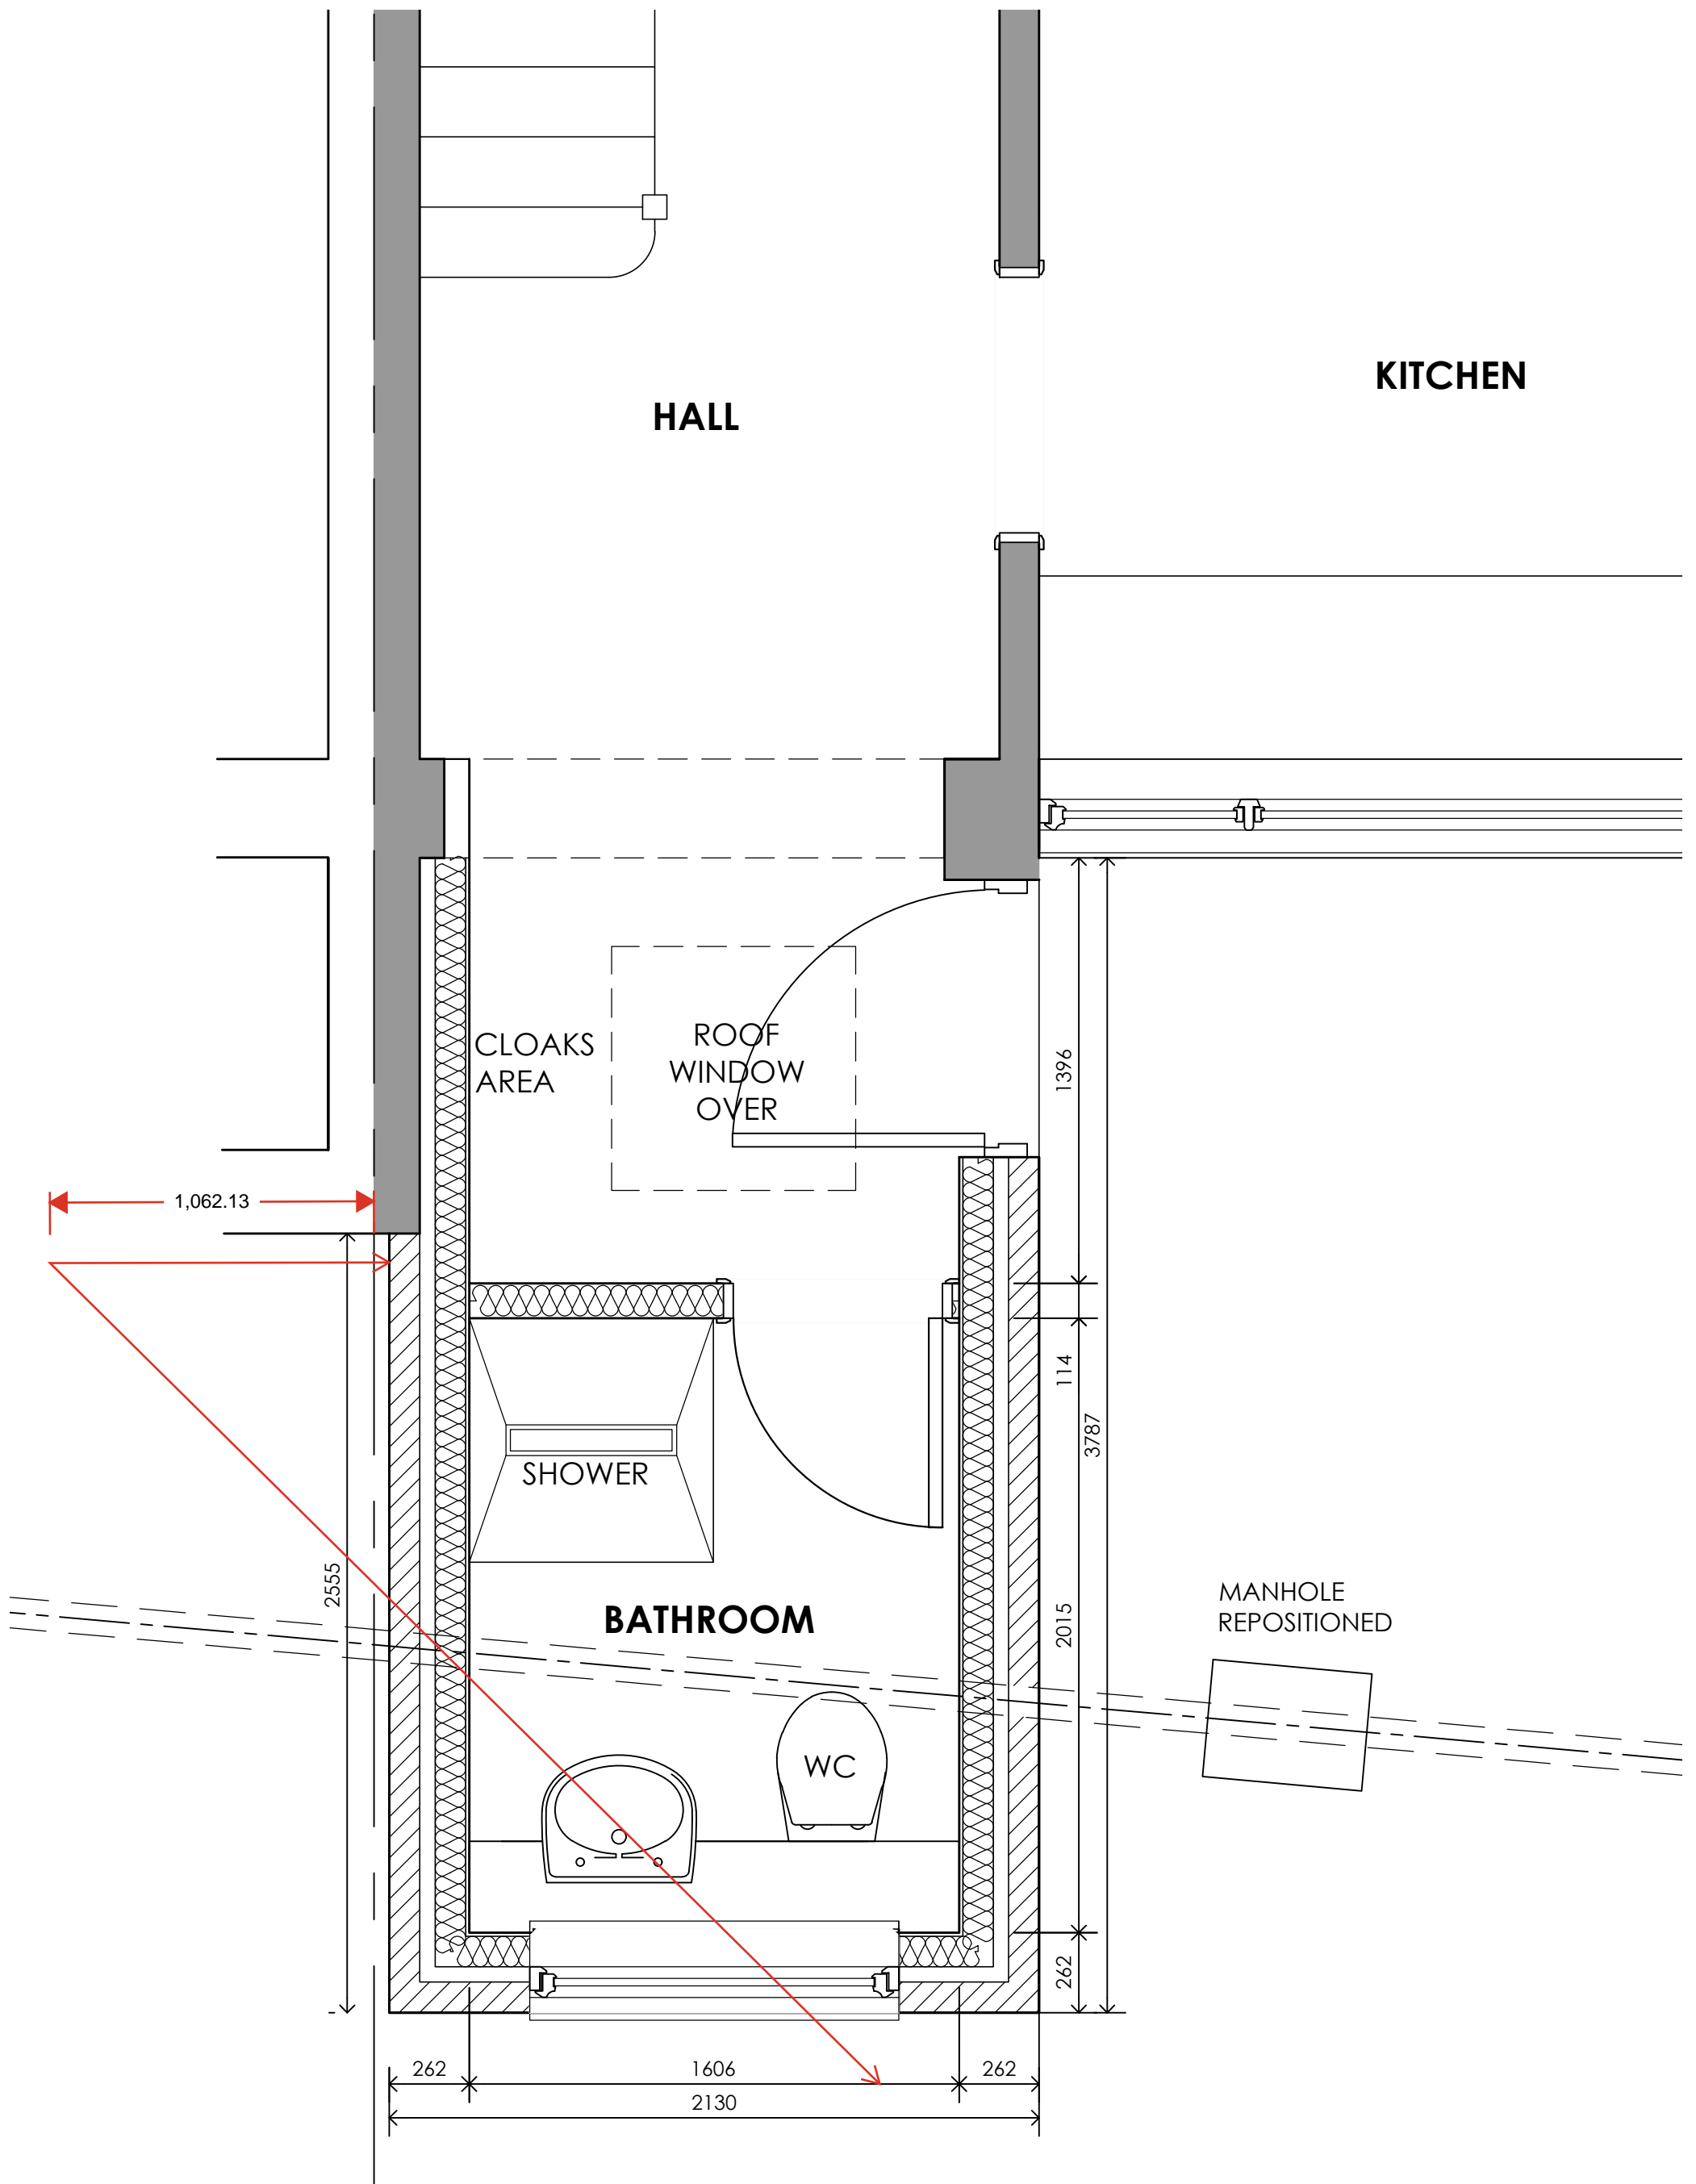 KITCHEN
HALL
CLOAKS
AREA
ROOF
WINDOW
OVER
1396
1,062.13
114
3787
SHOWER
2555
BATHROOM
2015
MANHOLE
REPOSITIONED
WC
262
262
1606
262
2130